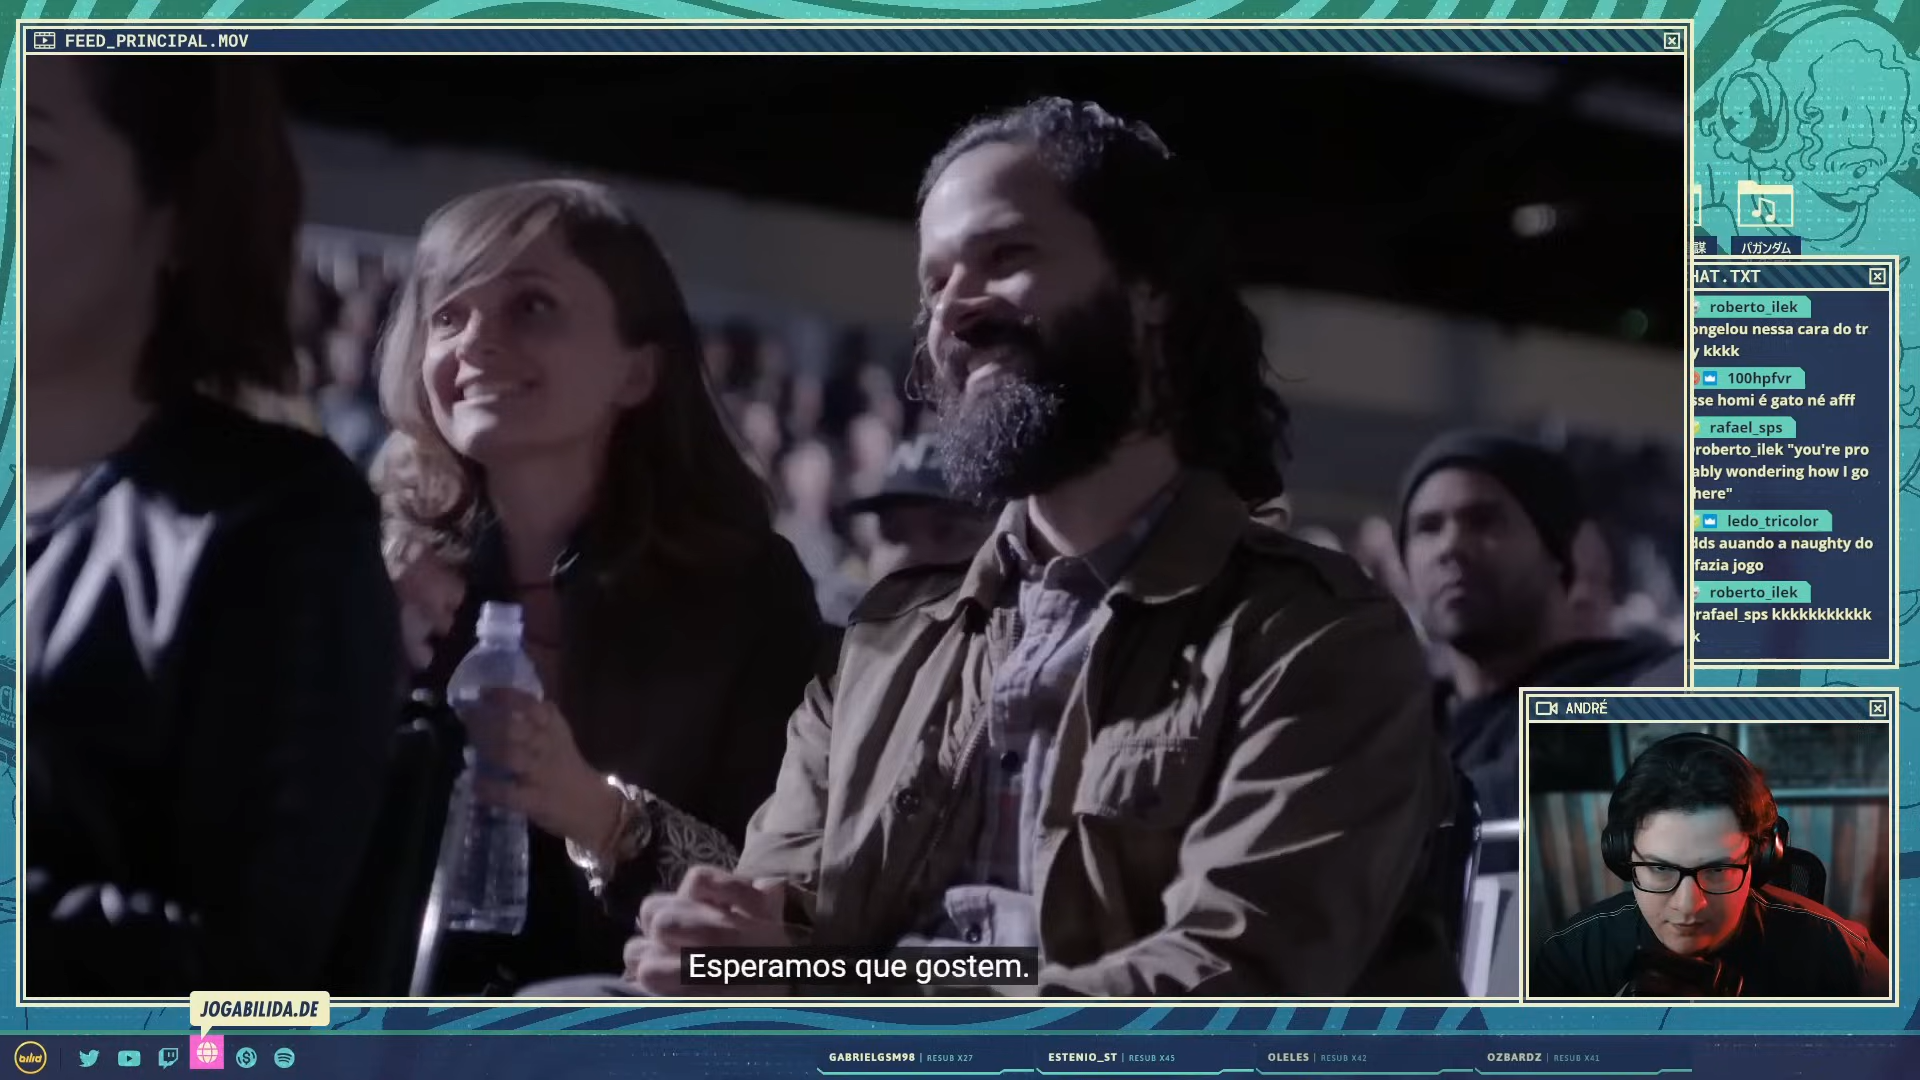 FEED_PRINCIPAL.MOV
パガンダム
HAT.TXT
roberto_ilek
ongelou nessa cara do tr
y kkkk
100hpfvr
sse homi é gato né afff
rafael_sps
roberto_ilek "you're pro
ably wondering how I go
here"
ledo_tricolor
dds auando a naughty do
fazia jogo
roberto_ilek
rafael_sps kkkkkkkkkkk
k
ANDRÉ
Esperamos que gostem.
JOGABILIDA.DE
GABRIELGSM98 | RESUB X27
ESTENIO_ST | RESUB X45
OLELES | RESUB X42
OZBARDZ | RESUB X41